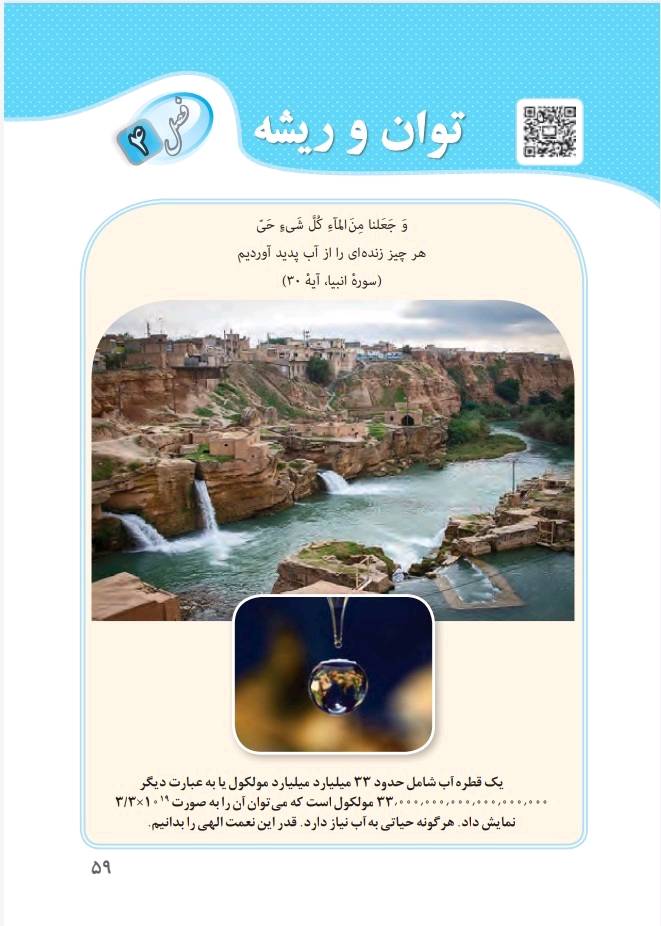 فصل ۴
توان و ریشه
وَ جَعَلنا مِنَ المآءِ کُلَّ شَیءٍ حَیّ
هر چیز زنده‌ای را از آب پدید آوردیم
(سورهٔ انبیا، آیهٔ ۳۰)
یک قطره آب شامل حدود ۳۳ میلیارد میلیارد مولکول یا به عبارت دیگر
۳۳,۰۰۰,۰۰۰,۰۰۰,۰۰۰,۰۰۰,۰۰۰ مولکول است که می‌توان آن را به صورت ۳/۳×۱۰¹⁹
نمایش داد. هرگونه حیاتی به آب نیاز دارد. قدر این نعمت الهی را بدانیم.
۵۹